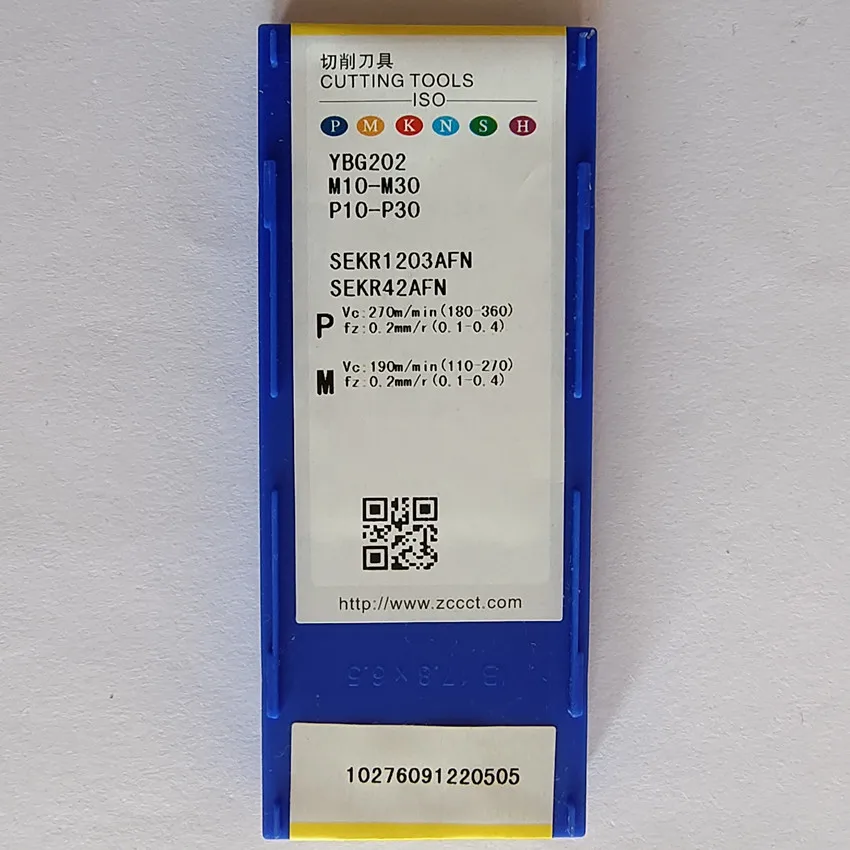 切削刀具
CUTTING TOOLS
ISO
P M K N S H
YBG202
M10-M30
P10-P30
SEKR1203AFN
SEKR42AFN
P
Vc:270m/min(180-360)
fz:0.2mm/r(0.1-0.4)
M
Vc:190m/min(110-270)
fz:0.2mm/r(0.1-0.4)
http://www.zccct.com
10276091220505